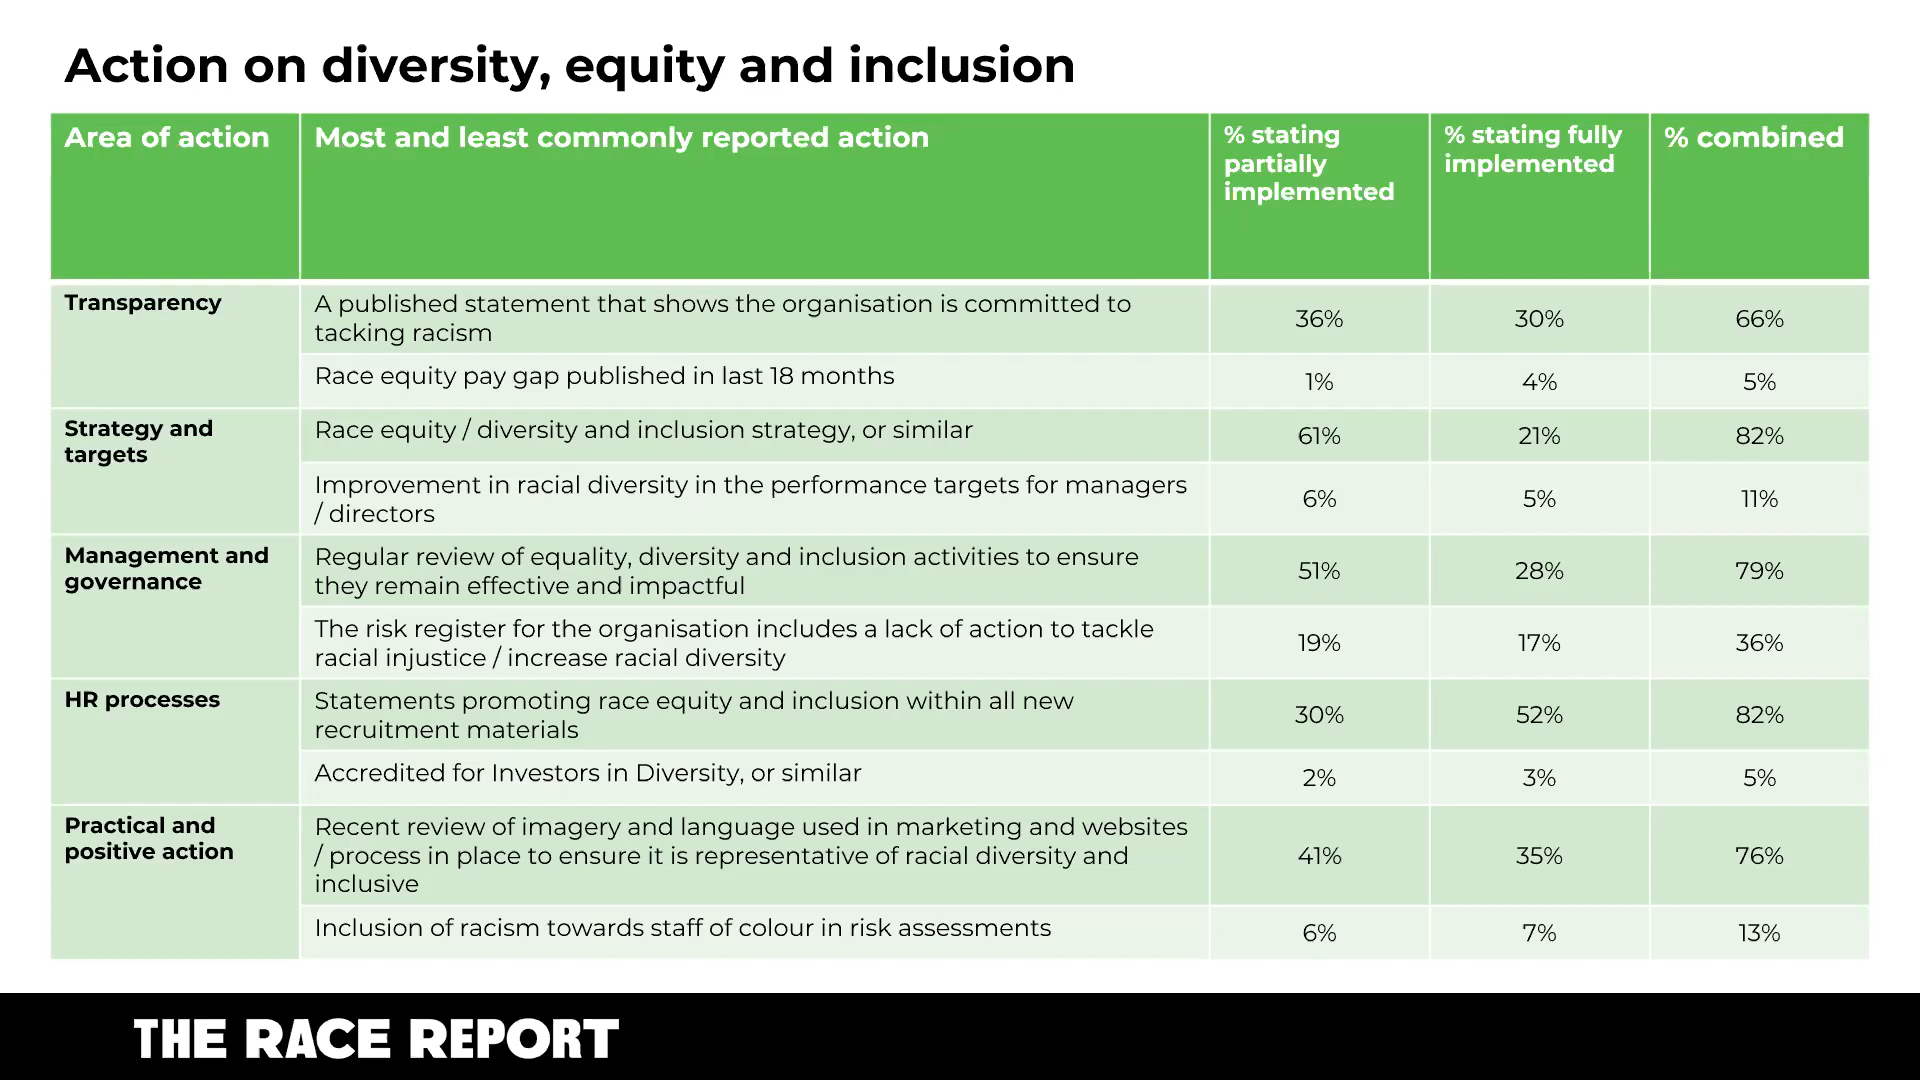 Action on diversity, equity and inclusion
Area of action
Most and least commonly reported action
% stating
partially
implemented
% stating fully
implemented
% combined
Transparency
A published statement that shows the organisation is committed to
tacking racism
36%
30%
66%
Race equity pay gap published in last 18 months
1%
4%
5%
Strategy and
targets
Race equity / diversity and inclusion strategy, or similar
61%
21%
82%
Improvement in racial diversity in the performance targets for managers
/ directors
6%
5%
11%
Management and
governance
Regular review of equality, diversity and inclusion activities to ensure
they remain effective and impactful
51%
28%
79%
The risk register for the organisation includes a lack of action to tackle
racial injustice / increase racial diversity
19%
17%
36%
HR processes
Statements promoting race equity and inclusion within all new
recruitment materials
30%
52%
82%
Accredited for Investors in Diversity, or similar
2%
3%
5%
Practical and
positive action
Recent review of imagery and language used in marketing and websites
/ process in place to ensure it is representative of racial diversity and
inclusive
41%
35%
76%
Inclusion of racism towards staff of colour in risk assessments
6%
7%
13%
THE RACE REPORT